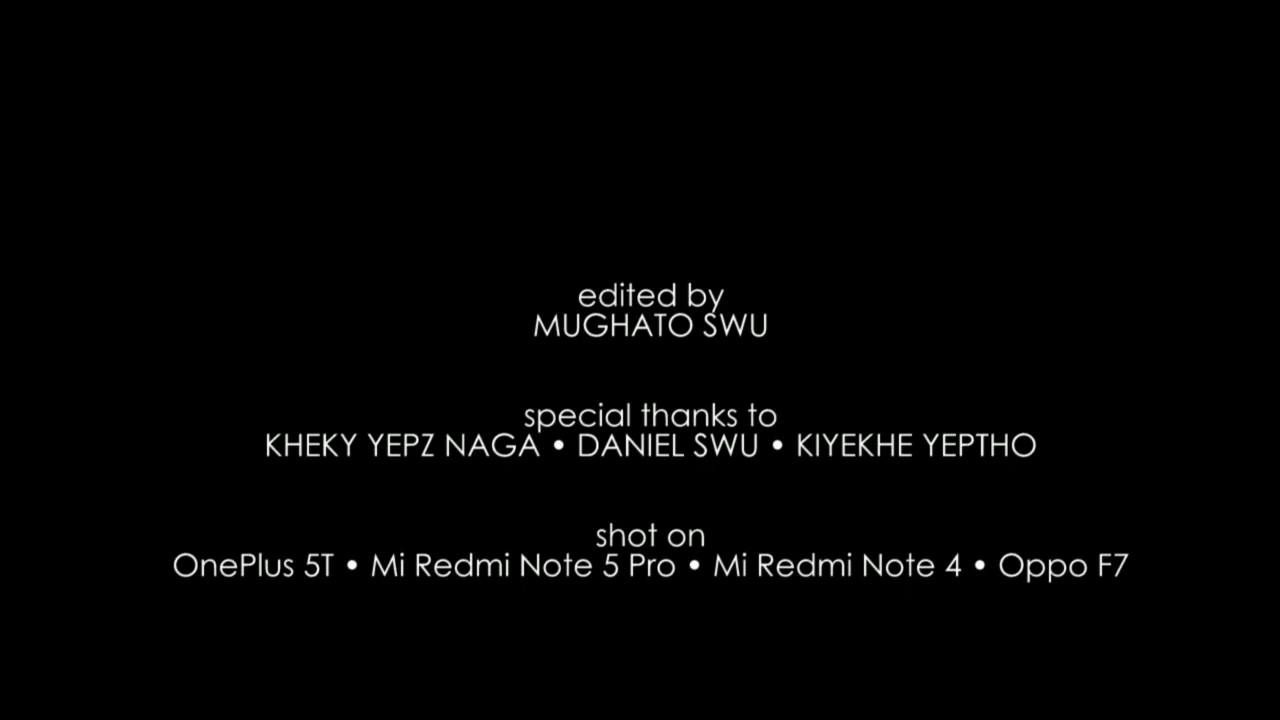 edited by
MUGHATO SWU
special thanks to
KHEKY YEPZ NAGA • DANIEL SWU • KIYEKHE YEPTHO
shot on
OnePlus 5T • Mi Redmi Note 5 Pro • Mi Redmi Note 4 • Oppo F7